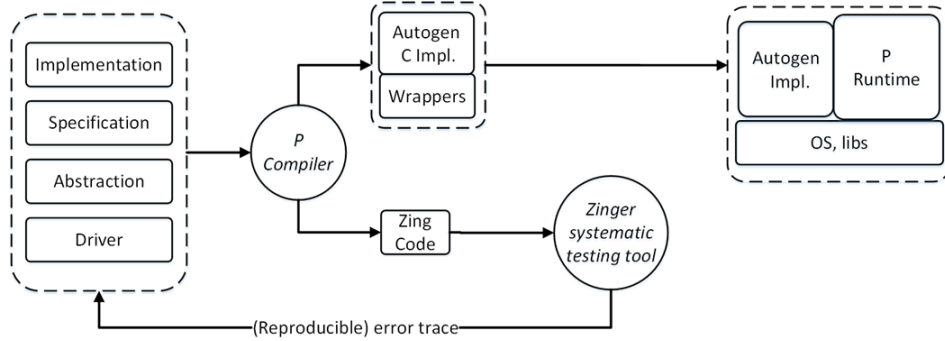 Implementation
Specification
Abstraction
Driver
P
Compiler
Autogen
C Impl.
Wrappers
Zing
Code
Zinger
systematic
testing tool
Autogen
Impl.
P
Runtime
OS, libs
(Reproducible) error trace